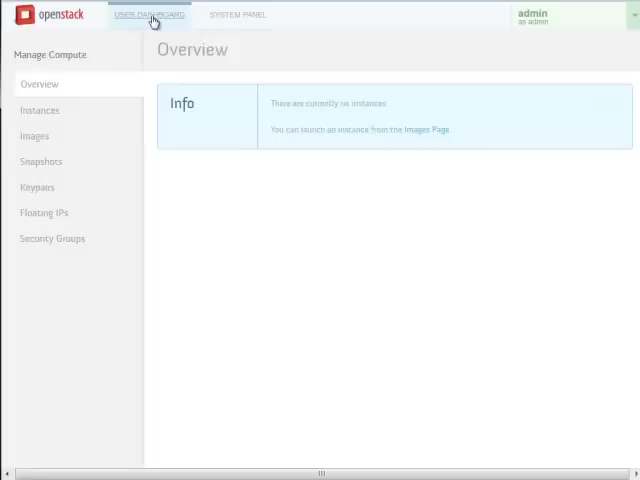 openstack
USER DASHBOARD
SYSTEM PANEL
admin
as admin
Manage Compute
Overview
Overview
Instances
Images
Snapshots
Keypairs
Floating IPs
Security Groups
Info
There are currently no instances.
You can launch an instance from the Images Page.